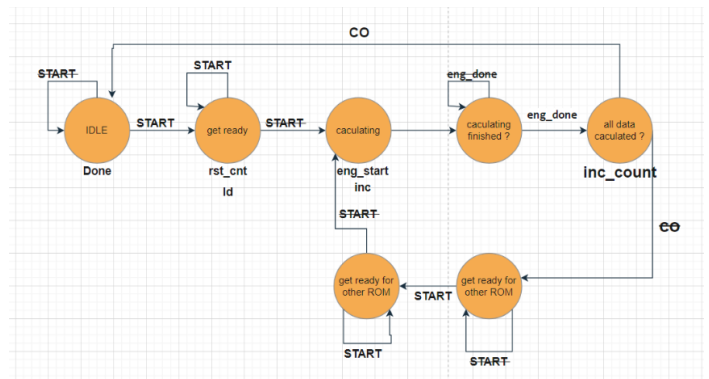 CO
START
START
eng_done
IDLE
START
get ready
START
caculating
caculating
finished ?
eng_done
all data
caculated ?
Done
rst_cnt
ld
eng_start
inc
inc_count
START
CO
get ready for
other ROM
START
get ready for
other ROM
START
START